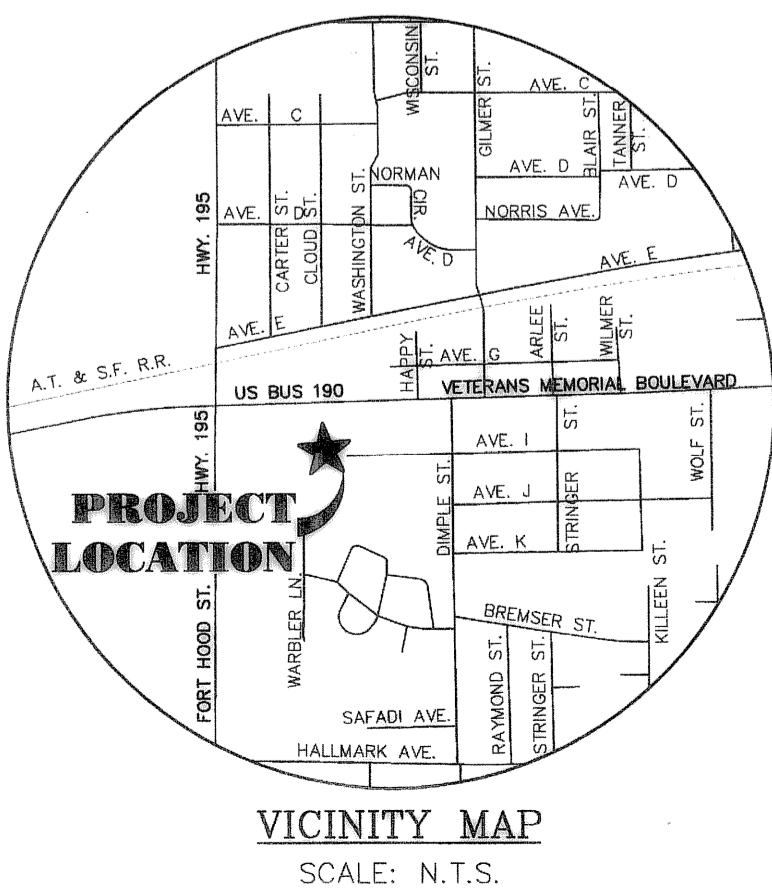 WISCONSIN
ST.
GILMER ST.
AVE. C
BLAIR ST.
TANNER
ST.
AVE. C
NORMAN
CIR.
AVE. D
AVE. D
NORRIS AVE.
HWY. 195
AVE. D
CARTER ST.
CLOUD ST.
WASHINGTON ST.
AVE. D
AVE. E
AVE. E
A.T. & S.F. R.R.
HAPPY
ST.
AVE. G
ARLEE
ST.
WILMER
ST.
US BUS 190
VETERANS MEMORIAL BOULEVARD
HWY. 195
AVE. I
ST.
WOLF ST.
PROJECT
LOCATION
DIMPLE ST.
AVE. J
STRINGER
AVE. K
FORT HOOD ST.
WARBLER LN.
BREMSER ST.
KILLEEN ST.
SAFADI AVE.
RAYMOND ST.
STRINGER ST.
HALLMARK AVE.
VICINITY MAP
SCALE: N.T.S.